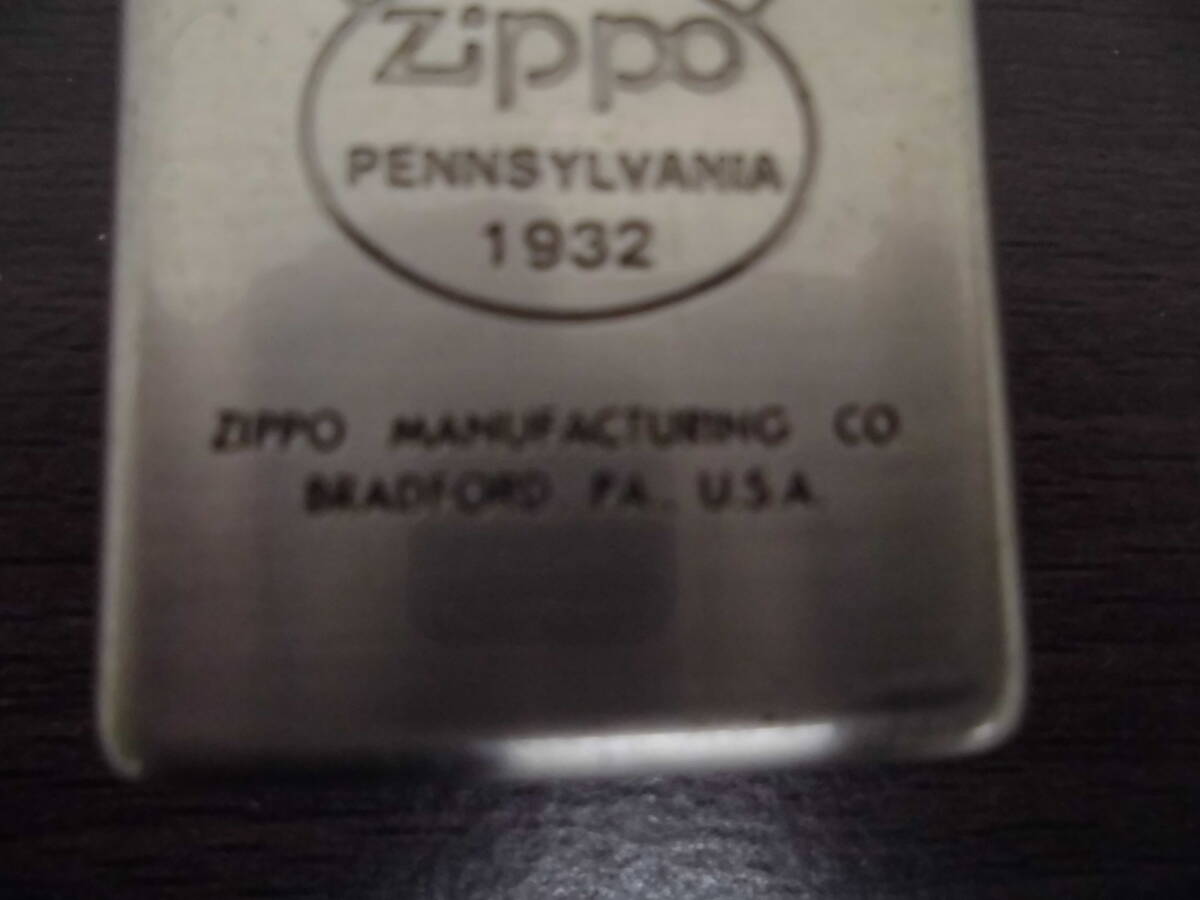 Zippo
PENNSYLVANIA
1932
ZIPPO MANUFACTURING CO
BRADFORD PA., U.S.A.